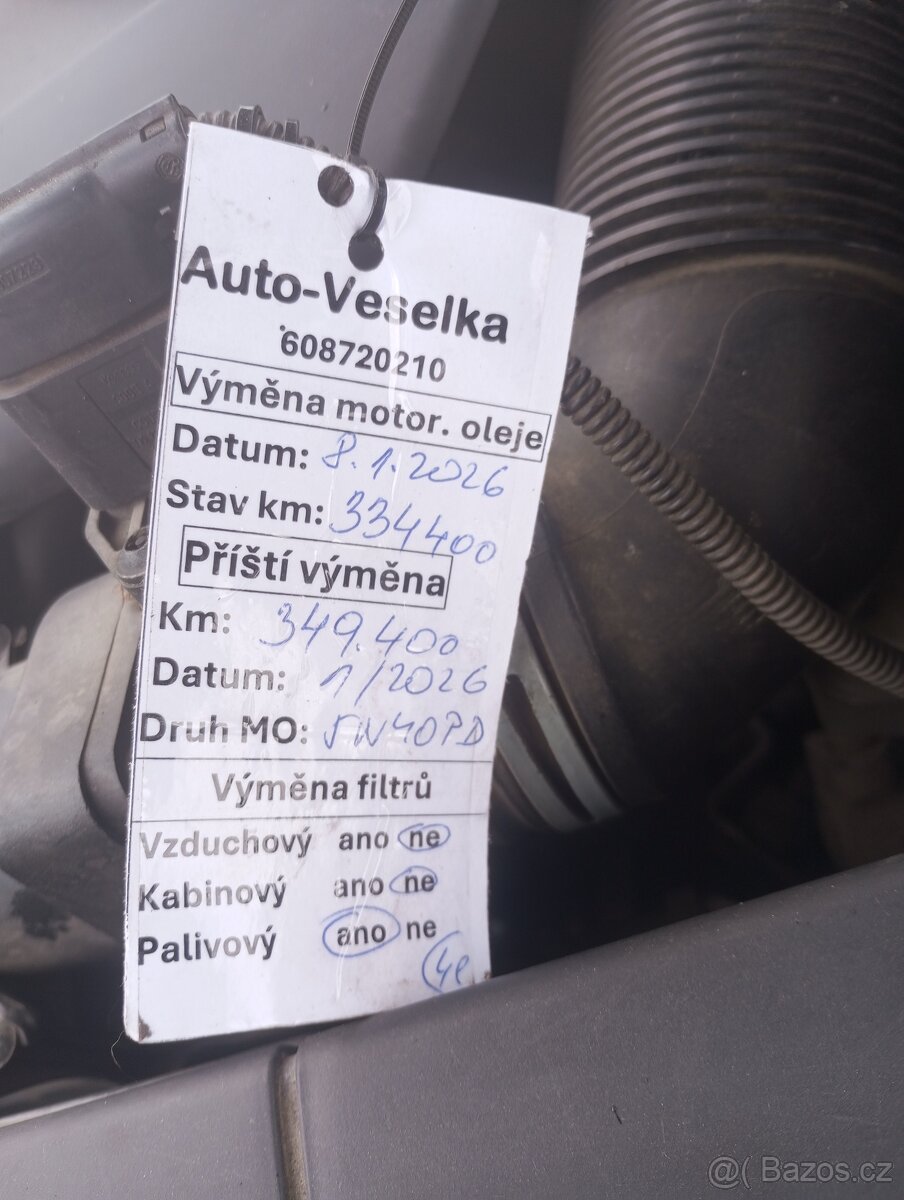 Auto-Veselka
608720210
Výměna motor. oleje
Datum: 8.1.2026
Stav km: 334400
Příští výměna
Km: 349.400
Datum: 1/2026
Druh MO: 5W40PD
Výměna filtrů
Vzduchový ano ne
Kabinový ano ne
Palivový ano ne
4l
@( Bazos.cz